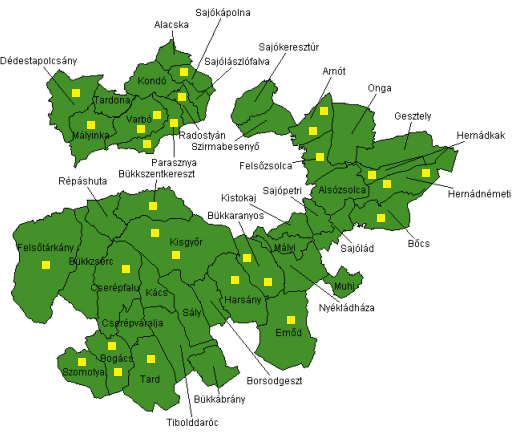 Sajókápolna
Alacska
Sajókeresztúr
Dédestapolcsány
Sajólászlófalva
Arnót
Kondó
Onga
Tardona
Gesztely
Varbó
Mályinka
Radostyán
Hernádkak
Szirmabesenyő
Parasznya
Felsőzsolca
Bükkszentkereszt
Répáshuta
Sajópetri
Alsózsolca
Hernádnémeti
Kistokaj
Bükkaranyos
Felsőtárkány
Kisgyőr
Mályi
Sajólád
Bőcs
Bükkzsérc
Cserépfalu
Muhi
Kács
Harsány
Nyékládháza
Sály
Cserépváralja
Emőd
Bogács
Szomolya
Tard
Borsodgeszt
Bükkábrány
Tibolddaróc